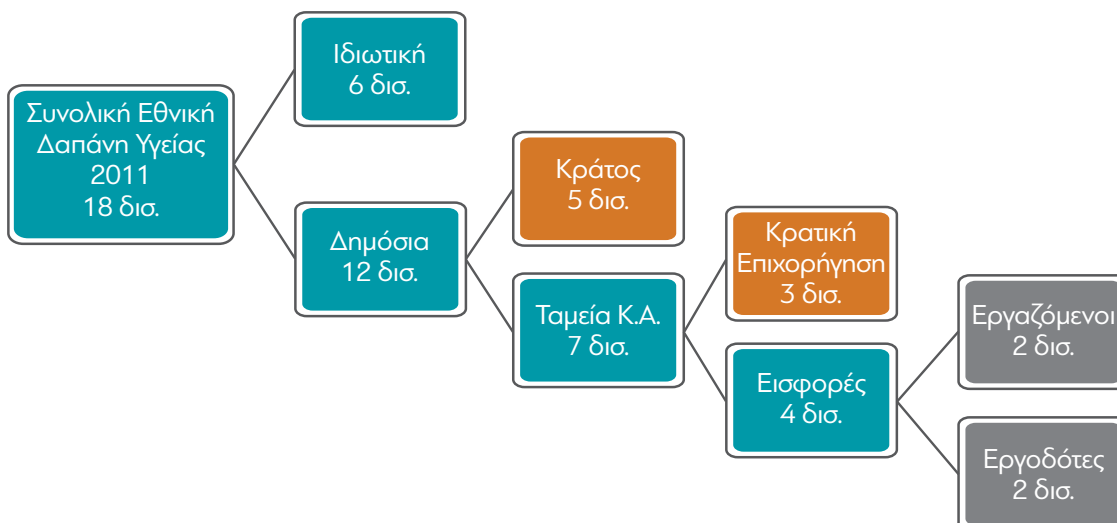 Ιδιωτική
6 δισ.
Συνολική Εθνική
Δαπάνη Υγείας
2011
18 δισ.
Κράτος
5 δισ.
Δημόσια
12 δισ.
Κρατική
Επιχορήγηση
3 δισ.
Ταμεία Κ.Α.
7 δισ.
Εργαζόμενοι
2 δισ.
Εισφορές
4 δισ.
Εργοδότες
2 δισ.